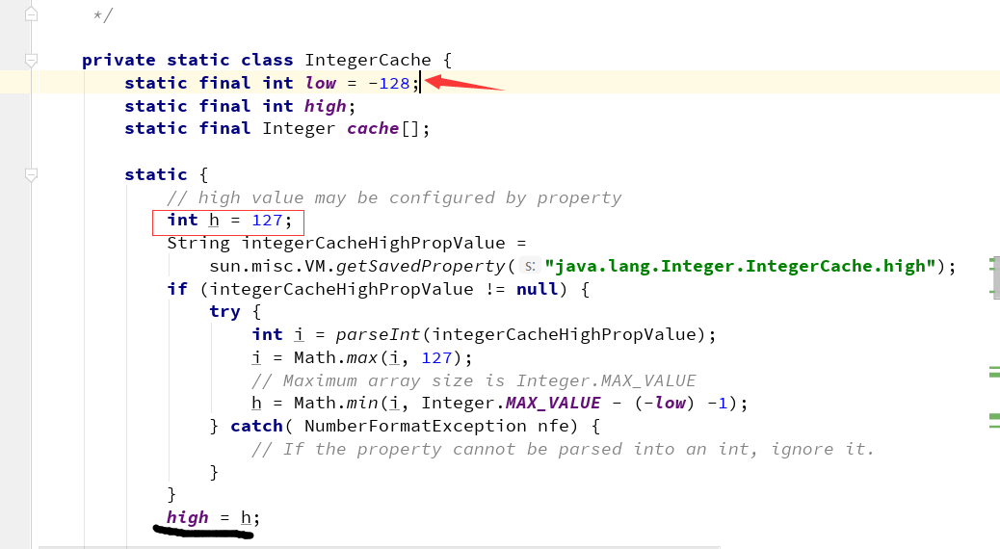 */
private static class IntegerCache {
static final int low = -128;
static final int high;
static final Integer cache[];
static {
// high value may be configured by property
int h = 127;
String integerCacheHighPropValue =
sun.misc.VM.getSavedProperty( s: "java.lang.Integer.IntegerCache.high");
if (integerCacheHighPropValue != null) {
try {
int i = parseInt(integerCacheHighPropValue);
i = Math.max(i, 127);
// Maximum array size is Integer.MAX_VALUE
h = Math.min(i, Integer.MAX_VALUE - (-low) -1);
} catch( NumberFormatException nfe) {
// If the property cannot be parsed into an int, ignore it.
}
}
high = h;